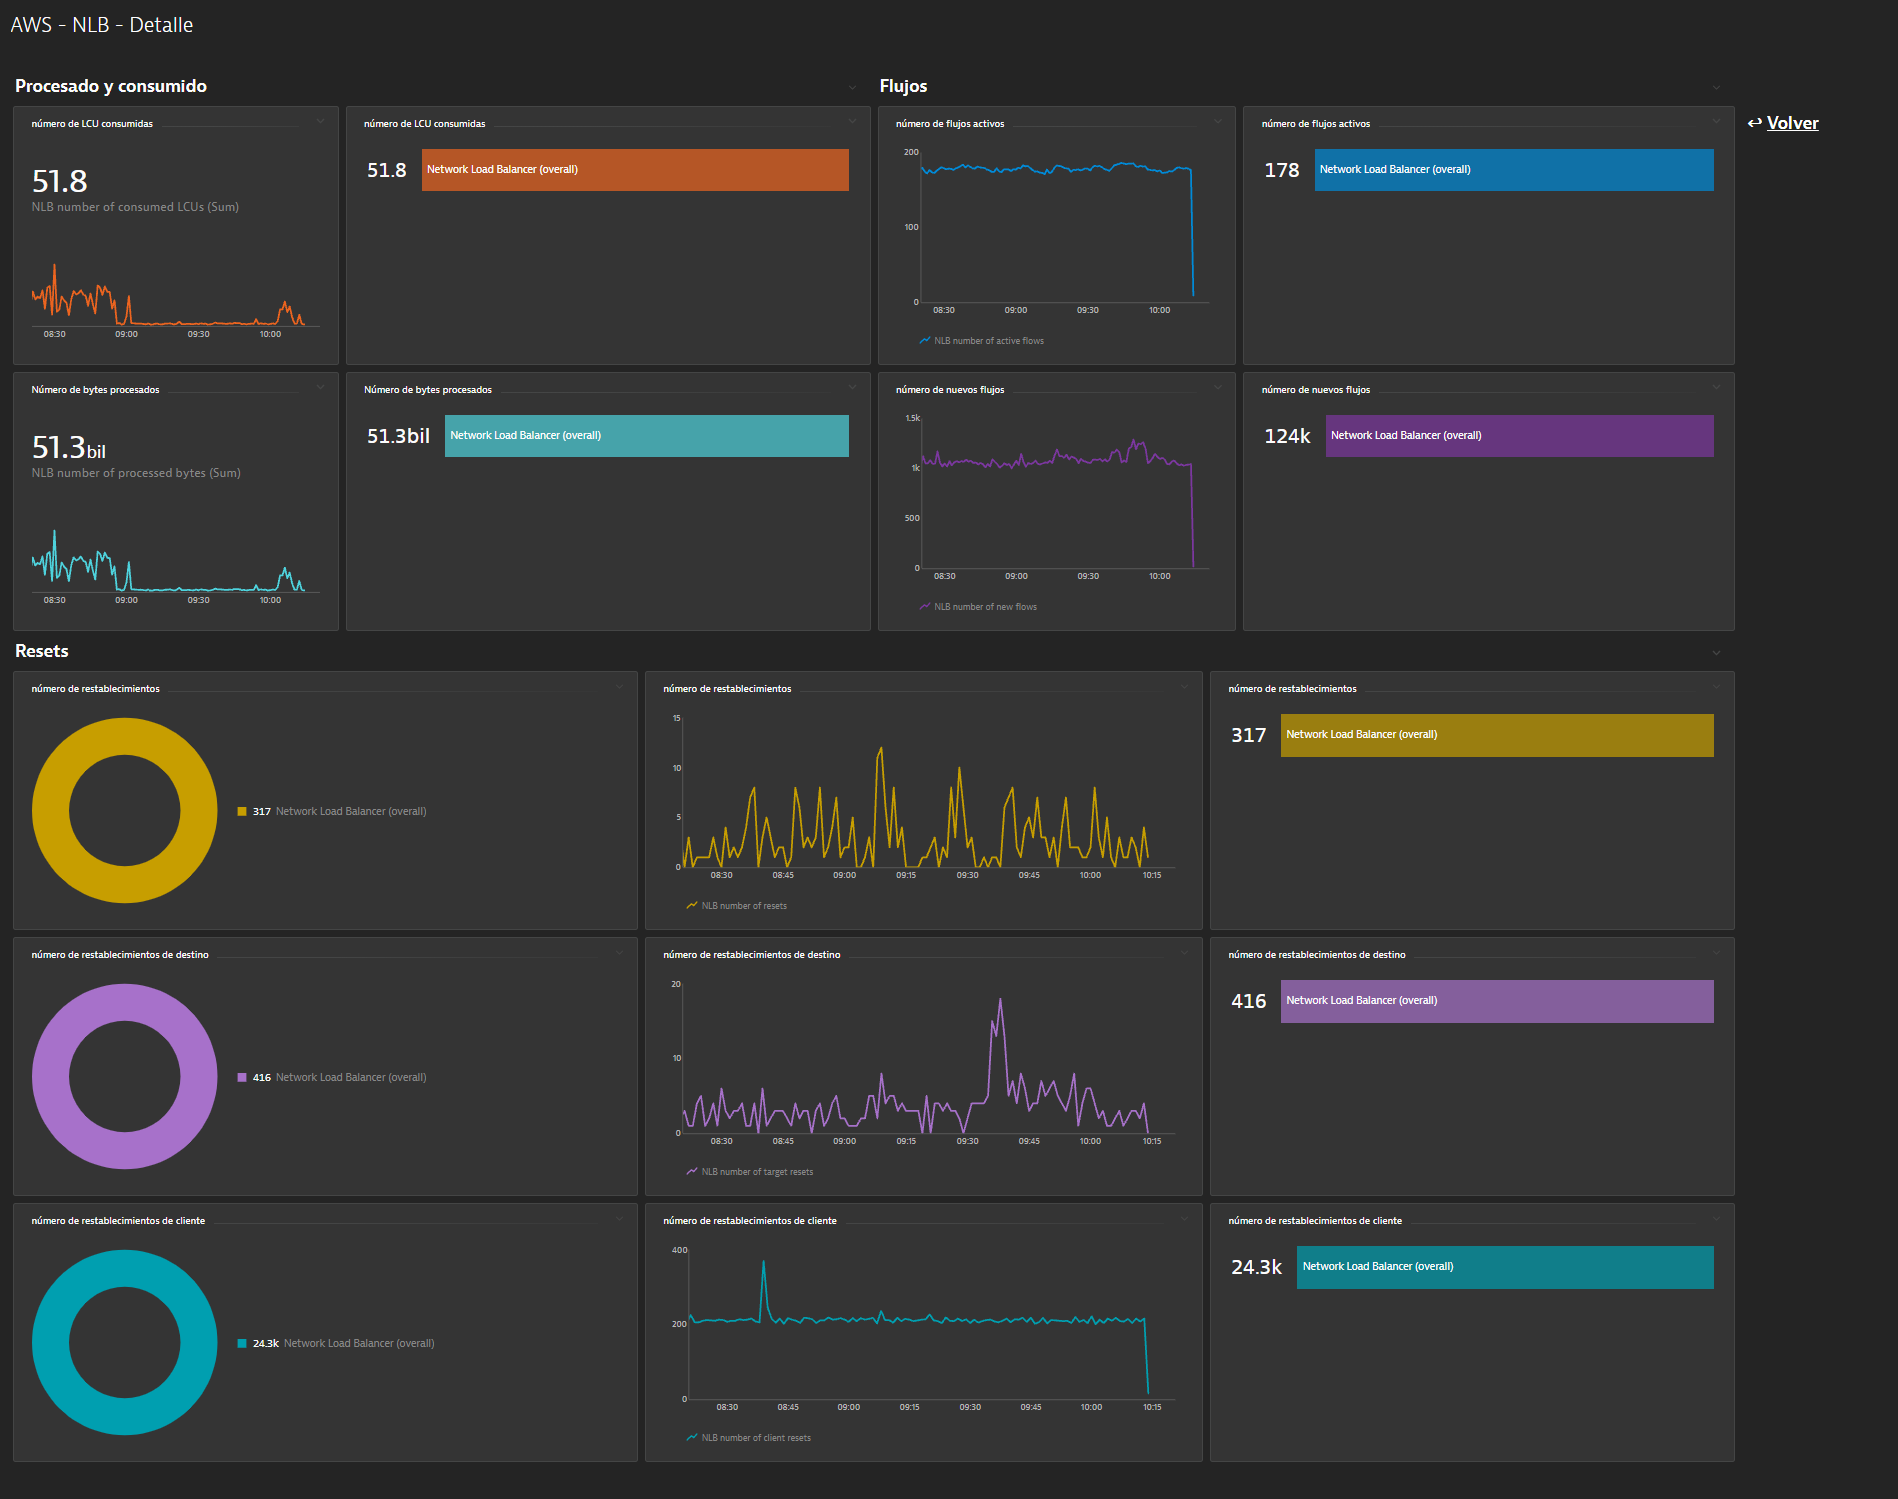 AWS - NLB - Detalle
Procesado y consumido
Flujos
↩ Volver
número de LCU consumidas
51.8
NLB number of consumed LCUs (Sum)
08:30 09:00 09:30 10:00
número de LCU consumidas
51.8 Network Load Balancer (overall)
número de flujos activos
200
100
0
08:30 09:00 09:30 10:00
NLB number of active flows
número de flujos activos
178 Network Load Balancer (overall)
Número de bytes procesados
51.3bil
NLB number of processed bytes (Sum)
08:30 09:00 09:30 10:00
Número de bytes procesados
51.3bil Network Load Balancer (overall)
número de nuevos flujos
1.5k
1k
500
0
08:30 09:00 09:30 10:00
NLB number of new flows
número de nuevos flujos
124k Network Load Balancer (overall)
Resets
número de restablecimientos
317 Network Load Balancer (overall)
número de restablecimientos
15
10
5
0
08:30 08:45 09:00 09:15 09:30 09:45 10:00 10:15
NLB number of resets
número de restablecimientos
317 Network Load Balancer (overall)
número de restablecimientos de destino
416 Network Load Balancer (overall)
número de restablecimientos de destino
20
10
0
08:30 08:45 09:00 09:15 09:30 09:45 10:00 10:15
NLB number of target resets
número de restablecimientos de destino
416 Network Load Balancer (overall)
número de restablecimientos de cliente
24.3k Network Load Balancer (overall)
número de restablecimientos de cliente
400
200
0
08:30 08:45 09:00 09:15 09:30 09:45 10:00 10:15
NLB number of client resets
número de restablecimientos de cliente
24.3k Network Load Balancer (overall)